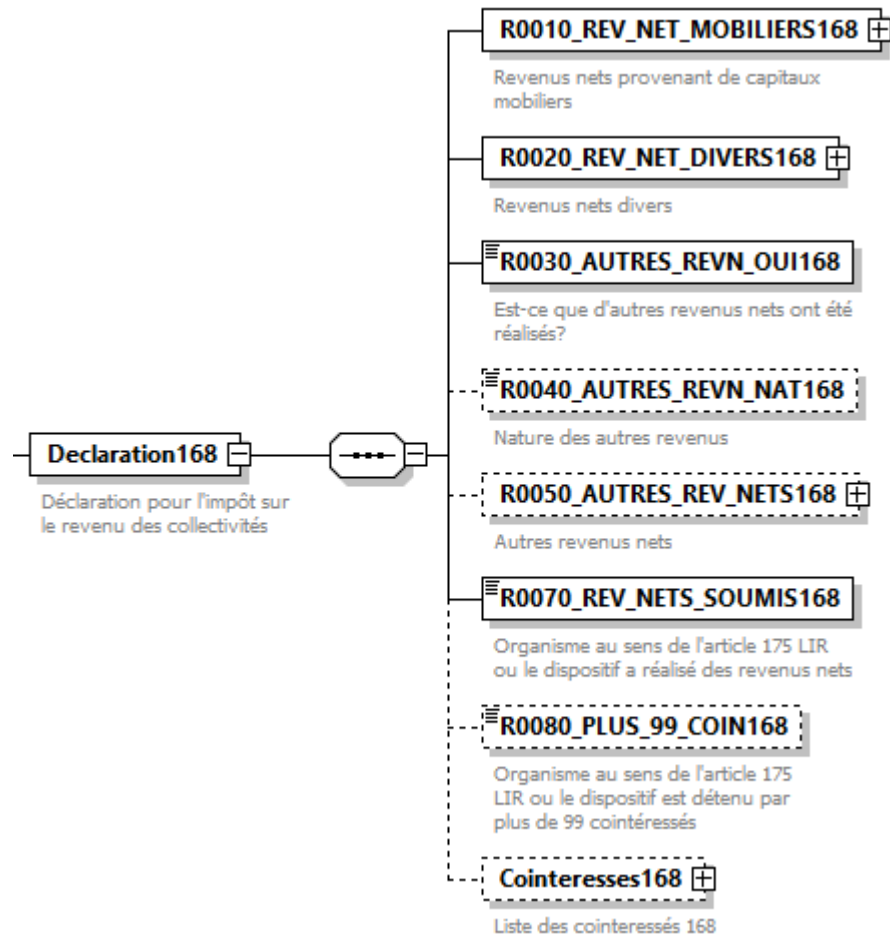 R0010_REV_NET_MOBILIERS168
Revenus nets provenant de capitaux
mobiliers
R0020_REV_NET_DIVERS168
Revenus nets divers
R0030_AUTRES_REVN_OUI168
Est-ce que d'autres revenus nets ont été
réalisés?
R0040_AUTRES_REVN_NAT168
Nature des autres revenus
Declaration168
Déclaration pour l'impôt sur
le revenu des collectivités
R0050_AUTRES_REV_NETS168
Autres revenus nets
R0070_REV_NETS_SOUMIS168
Organisme au sens de l'article 175 LIR
ou le dispositif a réalisé des revenus nets
R0080_PLUS_99_COIN168
Organisme au sens de l'article 175
LIR ou le dispositif est détenu par
plus de 99 cointéressés
Cointeresses168
Liste des cointeressés 168